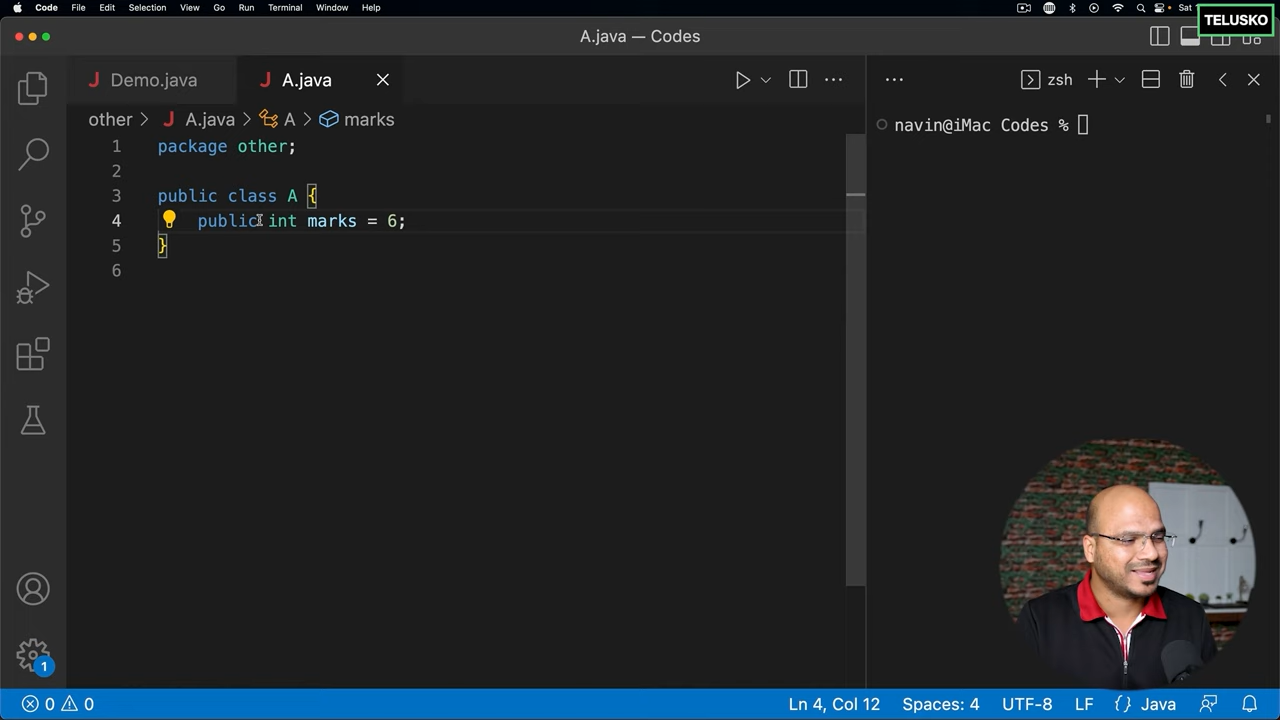 Code File Edit Selection View Go Run Terminal Window Help Sat
TELUSKO
A.java — Codes
Demo.java A.java
zsh
other > A.java > A > marks
navin@iMac Codes %
1 package other;
2
3 public class A {
4 public int marks = 6;
5 }
6
1
0 0 Ln 4, Col 12 Spaces: 4 UTF-8 LF {} Java